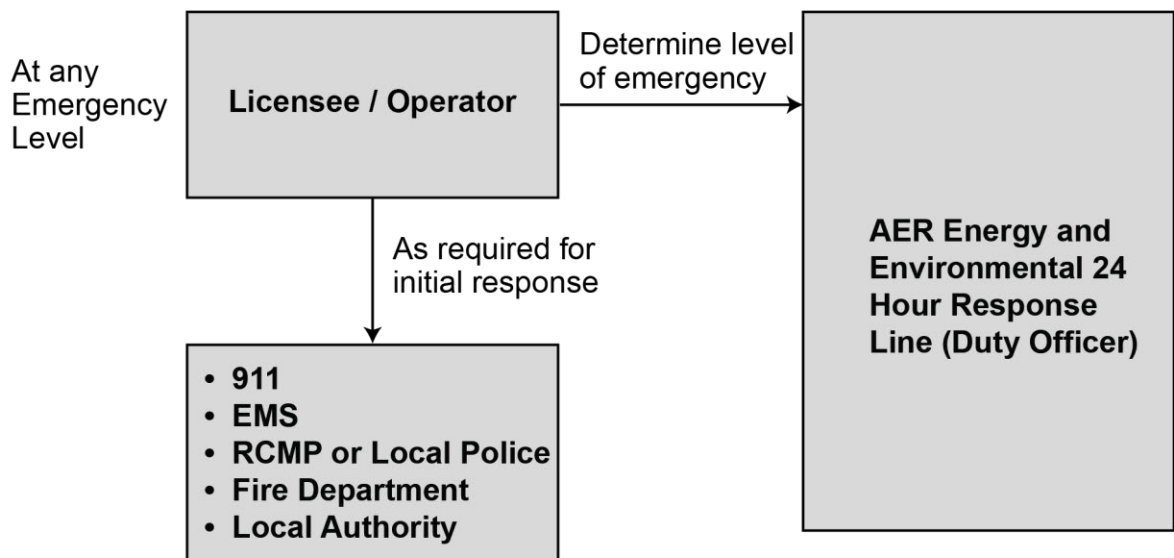 At any
Emergency
Level
Licensee / Operator
Determine level
of emergency
As required for
initial response
AER Energy and
Environmental 24
Hour Response
Line (Duty Officer)
• 911
• EMS
• RCMP or Local Police
• Fire Department
• Local Authority